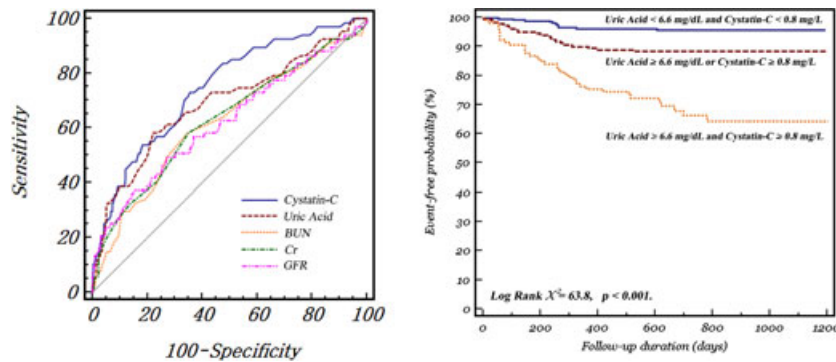 100
80
60
40
20
0
Sensitivity
Cystatin-C
Uric Acid
BUN
Cr
GFR
0 20 40 60 80 100
100-Specificity
100
90
80
70
60
50
40
30
20
10
0
Event-free probability (%)
Uric Acid < 6.6 mg/dL and Cystatin-C < 0.8 mg/L
Uric Acid ≥ 6.6 mg/dL or Cystatin-C ≥ 0.8 mg/L
Uric Acid ≥ 6.6 mg/dL and Cystatin-C ≥ 0.8 mg/L
Log Rank X²= 63.8, p < 0.001.
0 200 400 600 800 1000 1200
Follow-up duration (days)